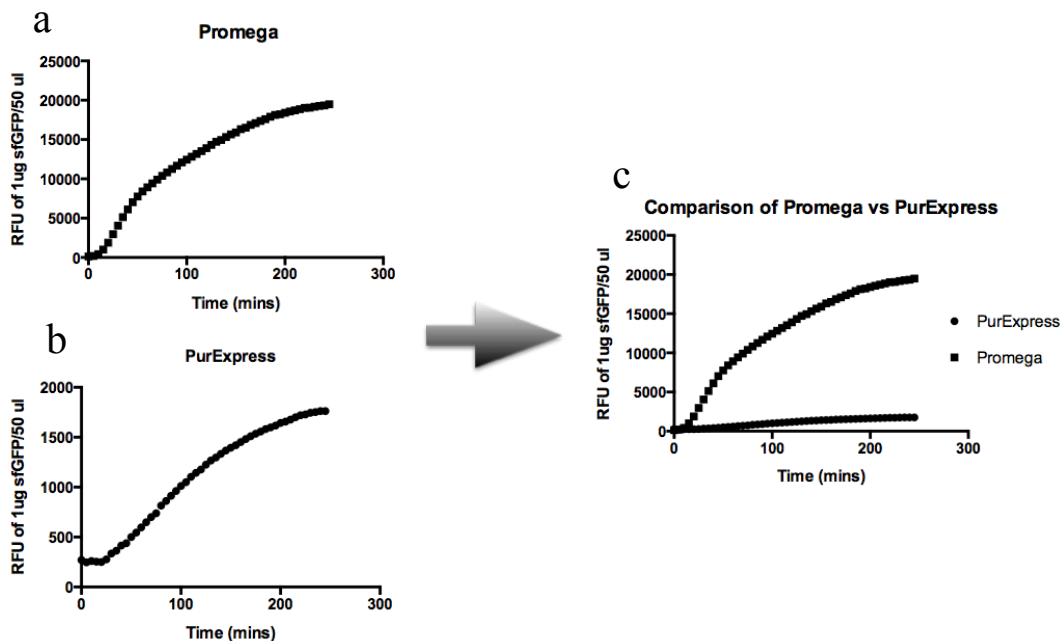 a
Promega
RFU of 1ug sfGFP/50 ul
25000
20000
15000
10000
5000
0
0 100 200 300
Time (mins)
b
PurExpress
RFU of 1ug sfGFP/50 ul
2000
1500
1000
500
0
0 100 200 300
Time (mins)
c
Comparison of Promega vs PurExpress
RFU of 1ug sfGFP/50 ul
25000
20000
15000
10000
5000
0
0 100 200 300
Time (mins)
PurExpress
Promega